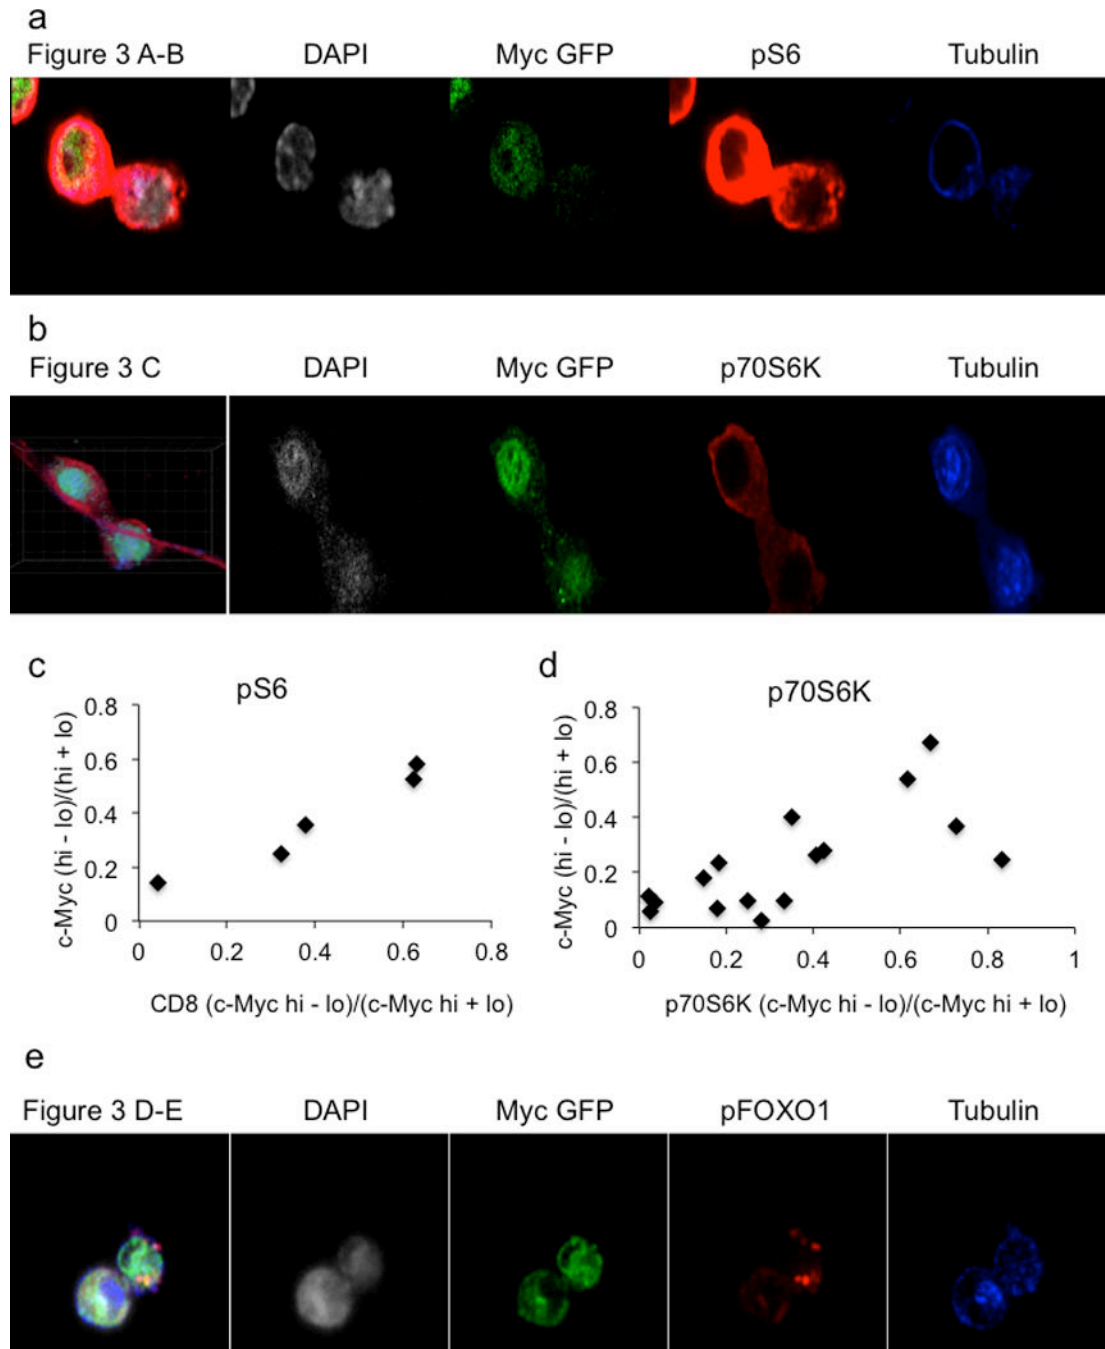 a
Figure 3 A-B DAPI Myc GFP pS6 Tubulin
b
Figure 3 C DAPI Myc GFP p70S6K Tubulin
c
pS6
c-Myc (hi - lo)/(hi + lo)
0.8
0.6
0.4
0.2
0
0 0.2 0.4 0.6 0.8
CD8 (c-Myc hi - lo)/(c-Myc hi + lo)
d
p70S6K
c-Myc (hi - lo)/(hi + lo)
0.8
0.6
0.4
0.2
0
0 0.2 0.4 0.6 0.8 1
p70S6K (c-Myc hi - lo)/(c-Myc hi + lo)
e
Figure 3 D-E DAPI Myc GFP pFOXO1 Tubulin